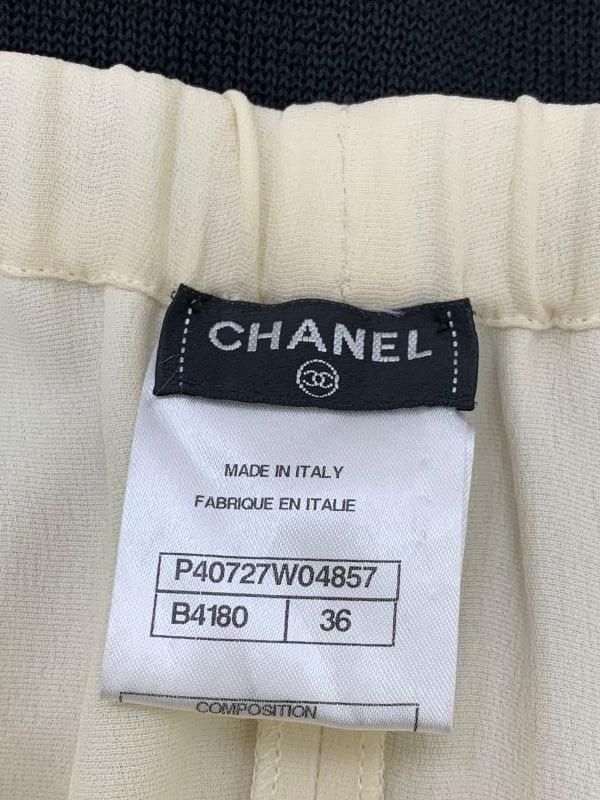 CHANEL
MADE IN ITALY
FABRIQUE EN ITALIE
P40727W04857
B4180 36
COMPOSITION